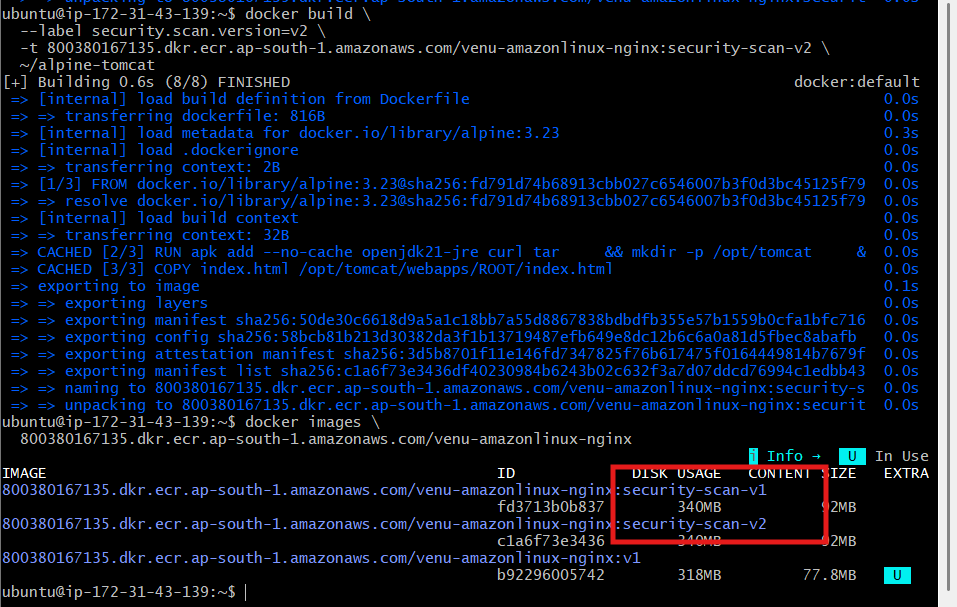 ubuntu@ip-172-31-43-139:~$ docker build \
--label security.scan.version=v2 \
-t 800380167135.dkr.ecr.ap-south-1.amazonaws.com/venu-amazonlinux-nginx:security-scan-v2 \
~/alpine-tomcat
[+] Building 0.6s (8/8) FINISHED docker:default
=> [internal] load build definition from Dockerfile 0.0s
=> => transferring dockerfile: 816B 0.0s
=> [internal] load metadata for docker.io/library/alpine:3.23 0.3s
=> [internal] load .dockerignore 0.0s
=> => transferring context: 2B 0.0s
=> [1/3] FROM docker.io/library/alpine:3.23@sha256:fd791d74b68913cbb027c6546007b3f0d3bc45125f79 0.0s
=> => resolve docker.io/library/alpine:3.23@sha256:fd791d74b68913cbb027c6546007b3f0d3bc45125f79 0.0s
=> [internal] load build context 0.0s
=> => transferring context: 32B 0.0s
=> CACHED [2/3] RUN apk add --no-cache openjdk21-jre curl tar && mkdir -p /opt/tomcat & 0.0s
=> CACHED [3/3] COPY index.html /opt/tomcat/webapps/ROOT/index.html 0.0s
=> exporting to image 0.1s
=> => exporting layers 0.0s
=> => exporting manifest sha256:50de30c6618d9a5a1c18bb7a55d8867838bdbdfb355e57b1559b0cfa1bfc716 0.0s
=> => exporting config sha256:58bcb81b213d30382da3f1b13719487efb649e8dc12b6c6a0a81d5fbec8abafb 0.0s
=> => exporting attestation manifest sha256:3d5b8701f11e146fd7347825f76b617475f0164449814b7679f 0.0s
=> => exporting manifest list sha256:c1a6f73e3436df40230984b6243b02c632f3a7d07ddcd76994c1edbb43 0.0s
=> => naming to 800380167135.dkr.ecr.ap-south-1.amazonaws.com/venu-amazonlinux-nginx:security-s 0.0s
=> => unpacking to 800380167135.dkr.ecr.ap-south-1.amazonaws.com/venu-amazonlinux-nginx:securit 0.0s
ubuntu@ip-172-31-43-139:~$ docker images \
800380167135.dkr.ecr.ap-south-1.amazonaws.com/venu-amazonlinux-nginx
i Info → U In Use
IMAGE ID DISK USAGE CONTENT SIZE EXTRA
800380167135.dkr.ecr.ap-south-1.amazonaws.com/venu-amazonlinux-nginx:security-scan-v1
fd3713b0b837 340MB 92MB
800380167135.dkr.ecr.ap-south-1.amazonaws.com/venu-amazonlinux-nginx:security-scan-v2
c1a6f73e3436 340MB 92MB
800380167135.dkr.ecr.ap-south-1.amazonaws.com/venu-amazonlinux-nginx:v1
b92296005742 318MB 77.8MB U
ubuntu@ip-172-31-43-139:~$